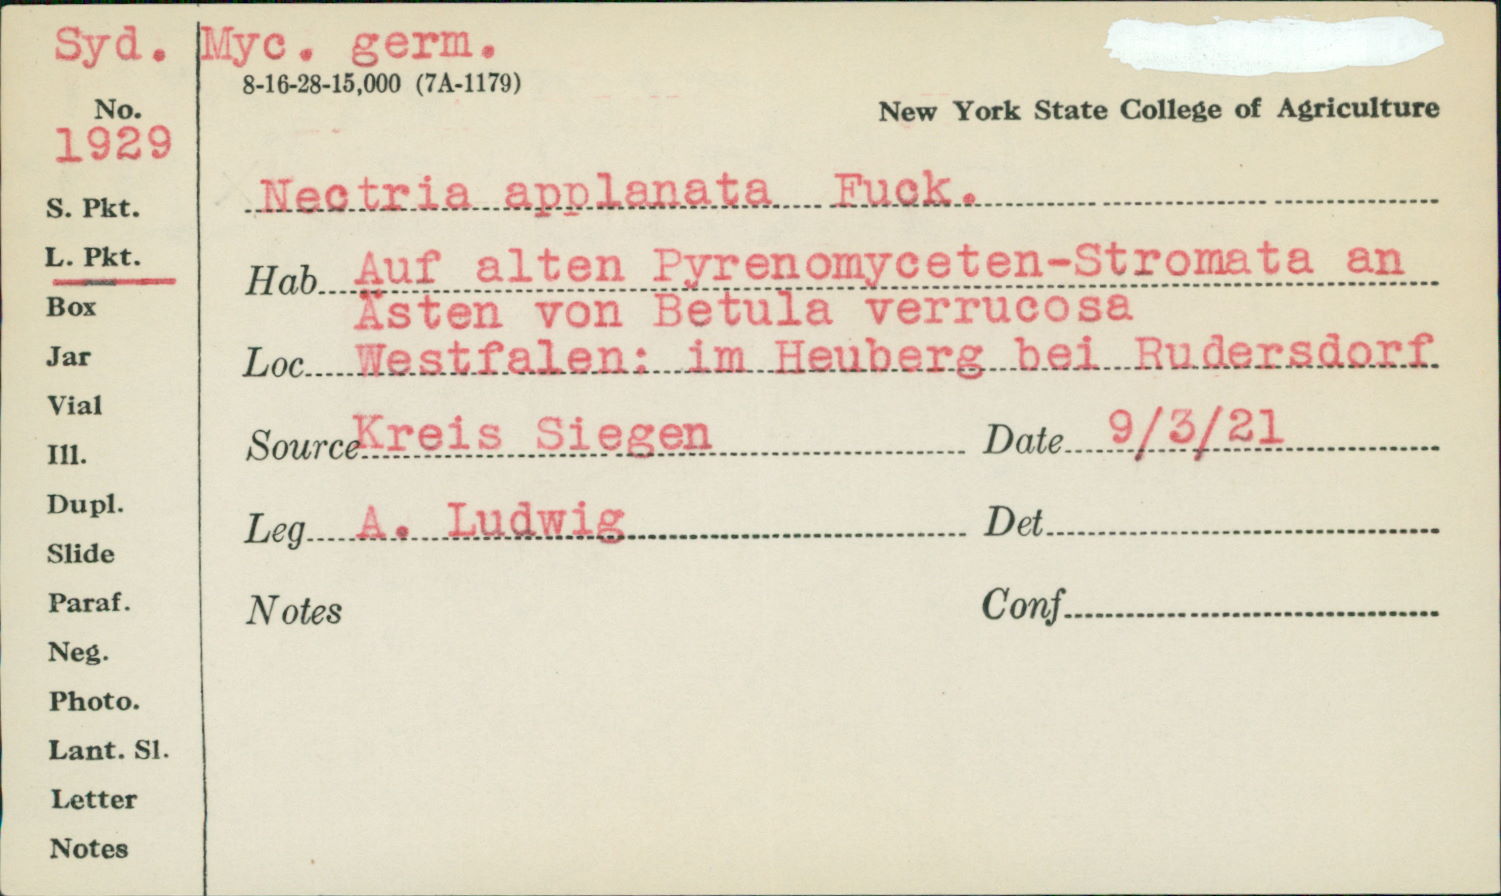 Syd. Myc. germ.
8-16-28-15,000 (7A-1179)
New York State College of Agriculture
No.
1929
S. Pkt.
L. Pkt.
Box
Jar
Vial
Ill.
Dupl.
Slide
Paraf.
Neg.
Photo.
Lant. Sl.
Letter
Notes
Nectria applanata Fuck.
Hab. Auf alten Pyrenomyceten-Stromata an
Ästen von Betula verrucosa
Loc. Westfalen: im Heuberg bei Rudersdorf
Source Kreis Siegen Date 9/3/21
Leg. A. Ludwig Det.
Notes Conf.